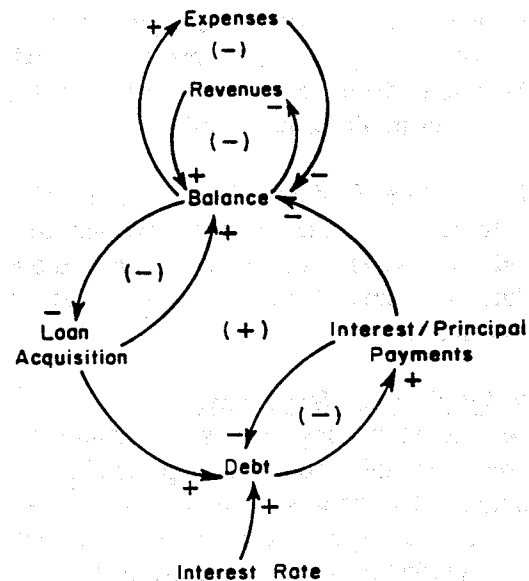 + Expenses
(-)
Revenues
-
(-)
+
-
Balance
-
+
(-)
-
Loan
Acquisition
(+)
Interest/Principal
Payments
+
(-)
-
Debt
+
+
Interest Rate